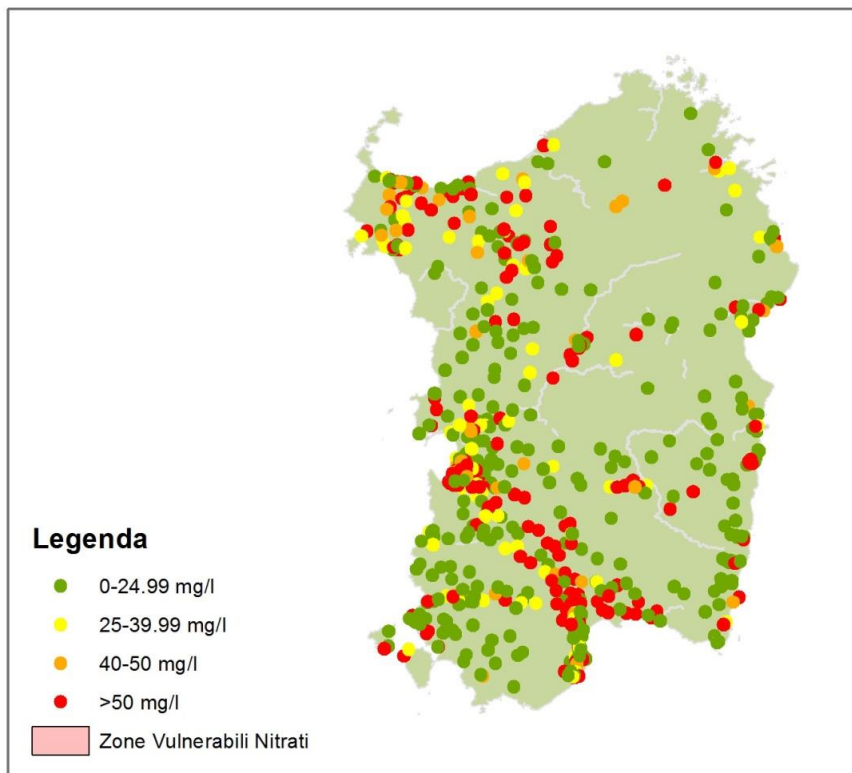 Legenda
0-24.99 mg/l
25-39.99 mg/l
40-50 mg/l
>50 mg/l
Zone Vulnerabili Nitrati